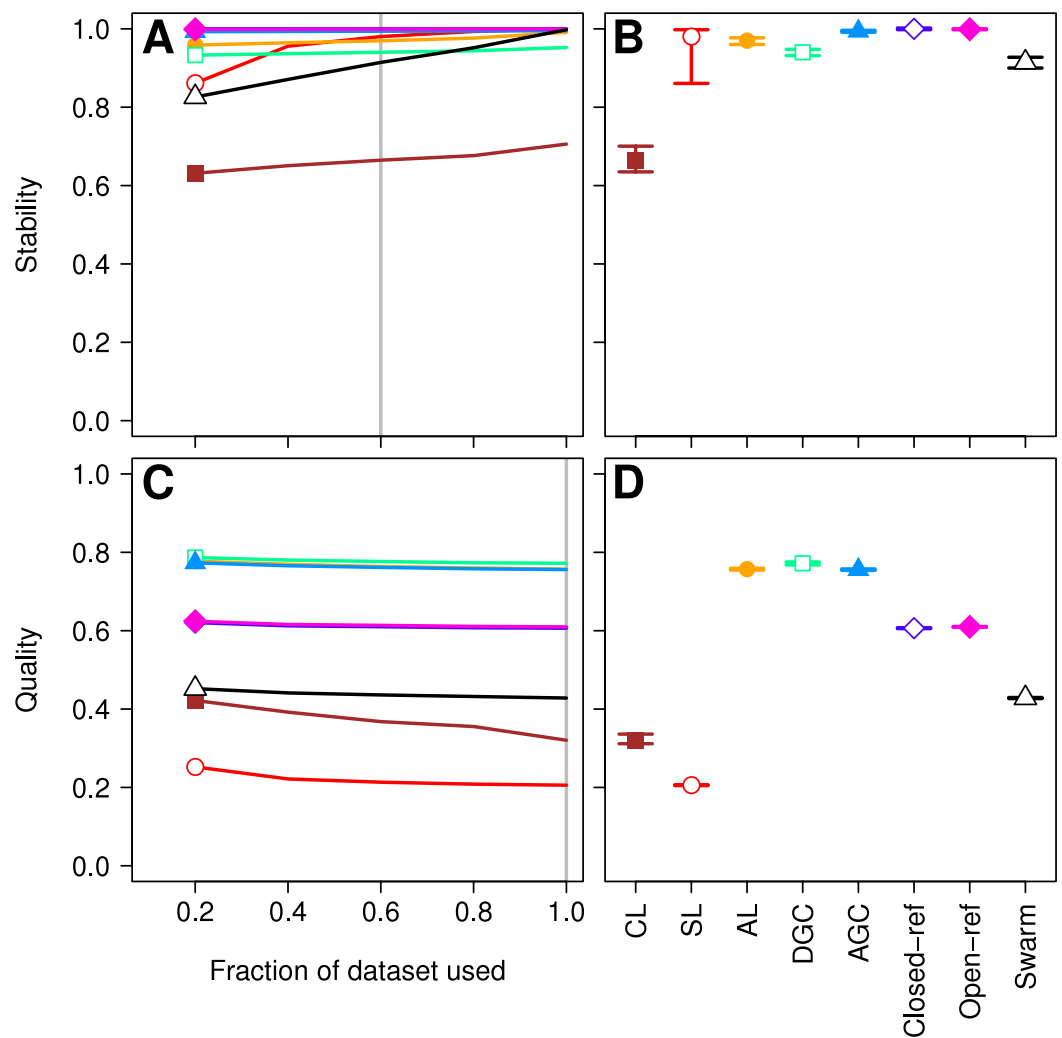 A
B
Stability
1.0
0.8
0.6
0.4
0.2
0.0
C
D
Quality
1.0
0.8
0.6
0.4
0.2
0.0
0.2 0.4 0.6 0.8 1.0
Fraction of dataset used
CL
SL
AL
DGC
AGC
Closed−ref
Open−ref
Swarm